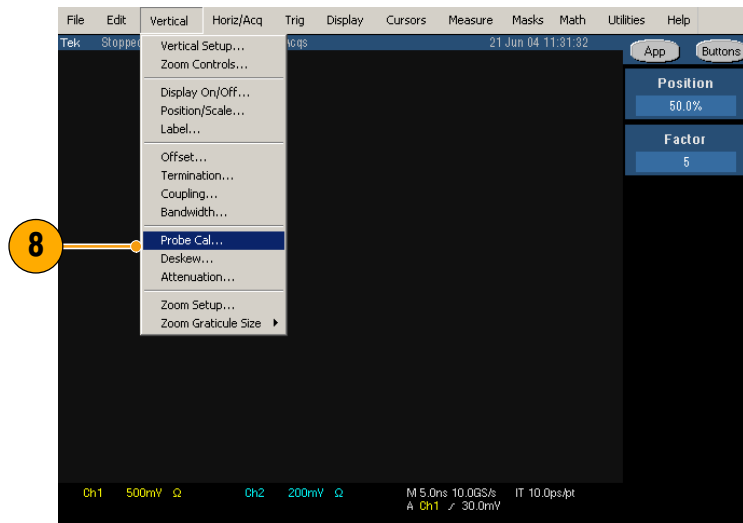 File Edit Vertical Horiz/Acq Trig Display Cursors Measure Masks Math Utilities Help
Tek Stopped Acqs 21 Jun 04 11:31:32
App Buttons
Vertical Setup...
Zoom Controls...
Display On/Off...
Position/Scale...
Label...
Offset...
Termination...
Coupling...
Bandwidth...
Probe Cal...
Deskew...
Attenuation...
Zoom Setup...
Zoom Graticule Size
Position
50.0%
Factor
5
8
Ch1 500mV Ω Ch2 200mV Ω M 5.0ns 10.0GS/s IT 10.0ps/pt
A Ch1 30.0mV